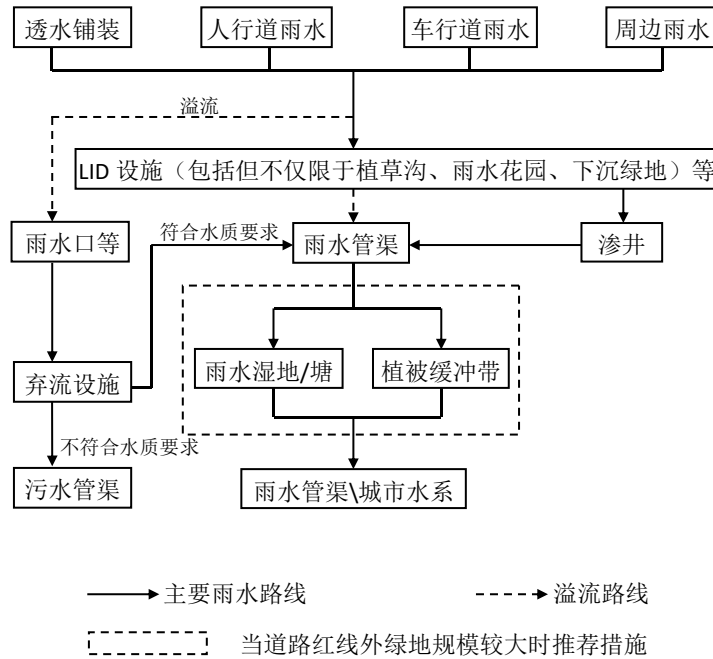 透水铺装
人行道雨水
车行道雨水
周边雨水
溢流
LID 设施（包括但不仅限于植草沟、雨水花园、下沉绿地）等
雨水口等
符合水质要求
雨水管渠
渗井
弃流设施
雨水湿地/塘
植被缓冲带
不符合水质要求
污水管渠
雨水管渠\城市水系
主要雨水路线
溢流路线
当道路红线外绿地规模较大时推荐措施